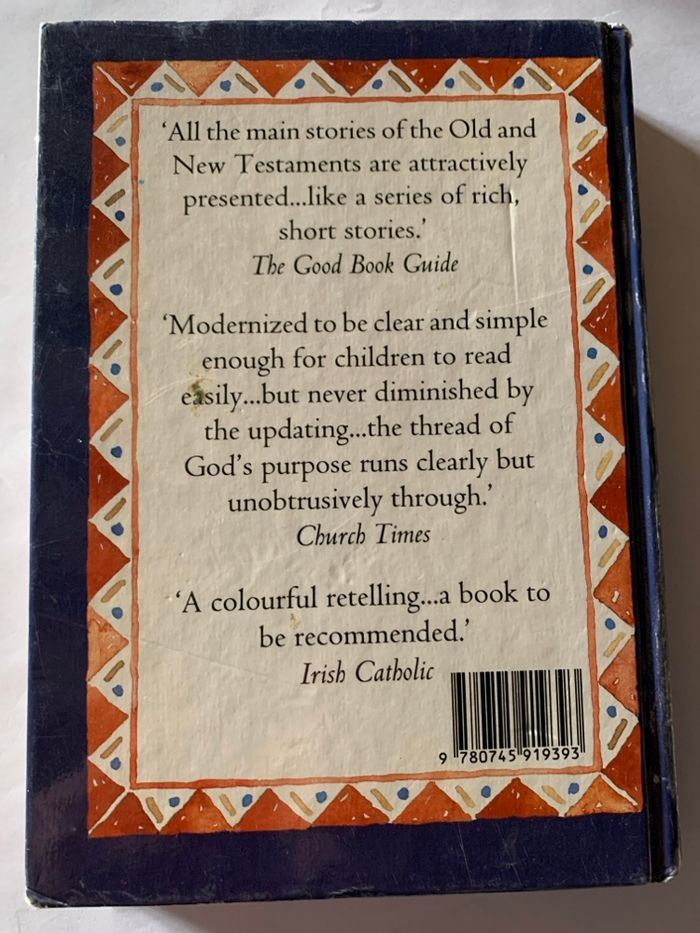 ‘All the main stories of the Old and
New Testaments are attractively
presented...like a series of rich,
short stories.’
The Good Book Guide
‘Modernized to be clear and simple
enough for children to read
easily...but never diminished by
the updating...the thread of
God’s purpose runs clearly but
unobtrusively through.’
Church Times
‘A colourful retelling...a book to
be recommended.’
Irish Catholic
9 780745 919393